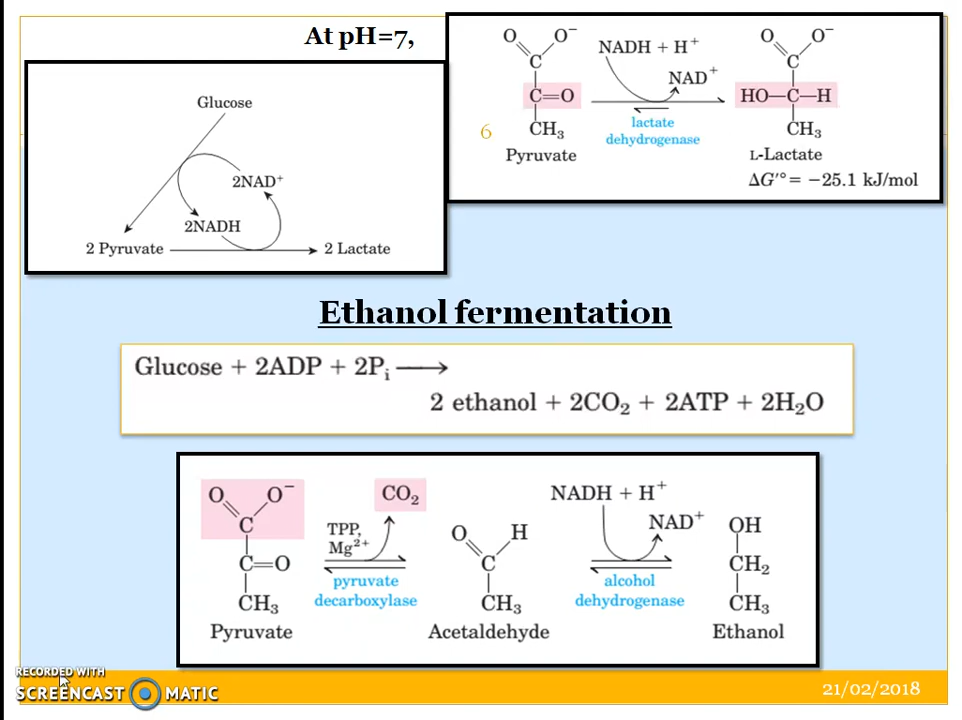 At pH=7,
Glucose
2NAD⁺
2NADH
2 Pyruvate
2 Lactate
O O⁻
C
C=O
CH₃
Pyruvate
NADH + H⁺
NAD⁺
lactate
dehydrogenase
O O⁻
C
HO—C—H
CH₃
L-Lactate
ΔG′° = −25.1 kJ/mol
6
Ethanol fermentation
Glucose + 2ADP + 2Pᵢ ⟶
2 ethanol + 2CO₂ + 2ATP + 2H₂O
O O⁻
C
C=O
CH₃
Pyruvate
CO₂
TPP,
Mg²⁺
pyruvate
decarboxylase
O H
C
CH₃
Acetaldehyde
NADH + H⁺
NAD⁺
alcohol
dehydrogenase
OH
CH₂
CH₃
Ethanol
RECORDED WITH
SCREENCAST MATIC
21/02/2018